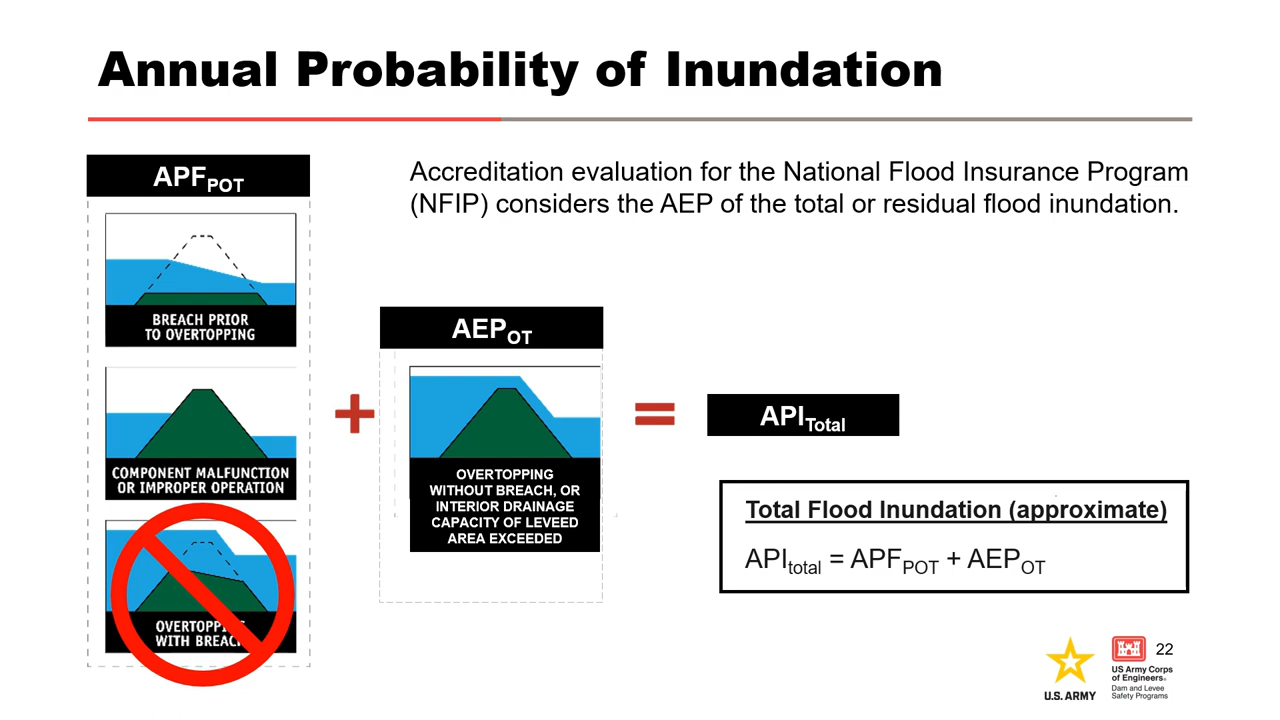 Annual Probability of Inundation
APFPOT
Accreditation evaluation for the National Flood Insurance Program
(NFIP) considers the AEP of the total or residual flood inundation.
BREACH PRIOR
TO OVERTOPPING
COMPONENT MALFUNCTION
OR IMPROPER OPERATION
OVERTOPPING
WITH BREACH
+
AEPOT
OVERTOPPING
WITHOUT BREACH, OR
INTERIOR DRAINAGE
CAPACITY OF LEVEED
AREA EXCEEDED
=
APITotal
Total Flood Inundation (approximate)
APItotal = APFPOT + AEPOT
U.S. ARMY
US Army Corps
of Engineers®
Dam and Levee
Safety Programs
22